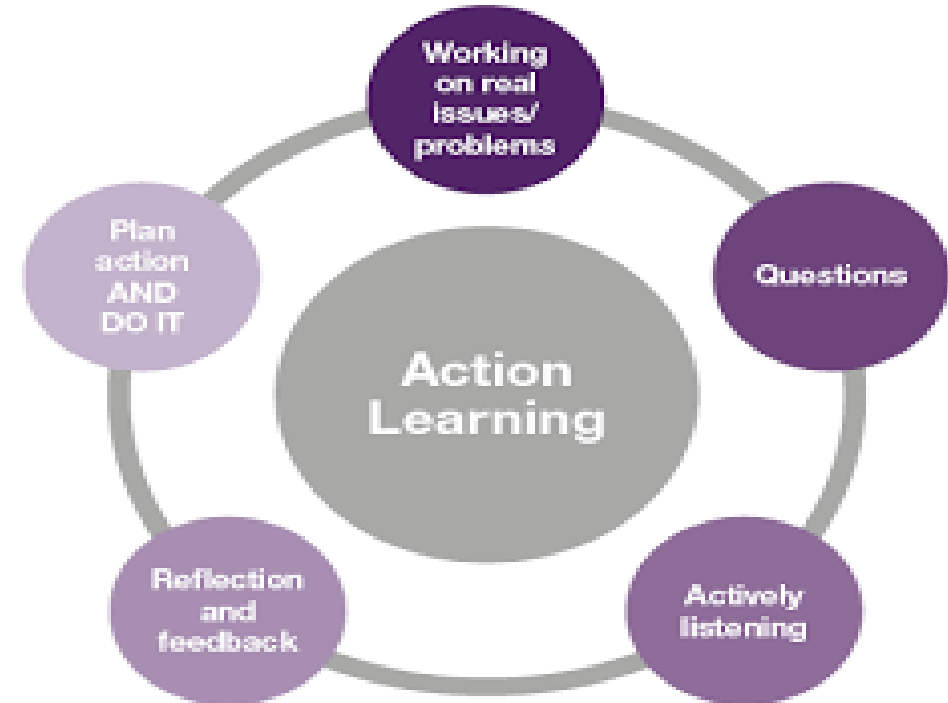 Working
on real
issues/
problems
Questions
Actively
listening
Reflection
and
feedback
Plan
action
AND
DO IT
Action
Learning